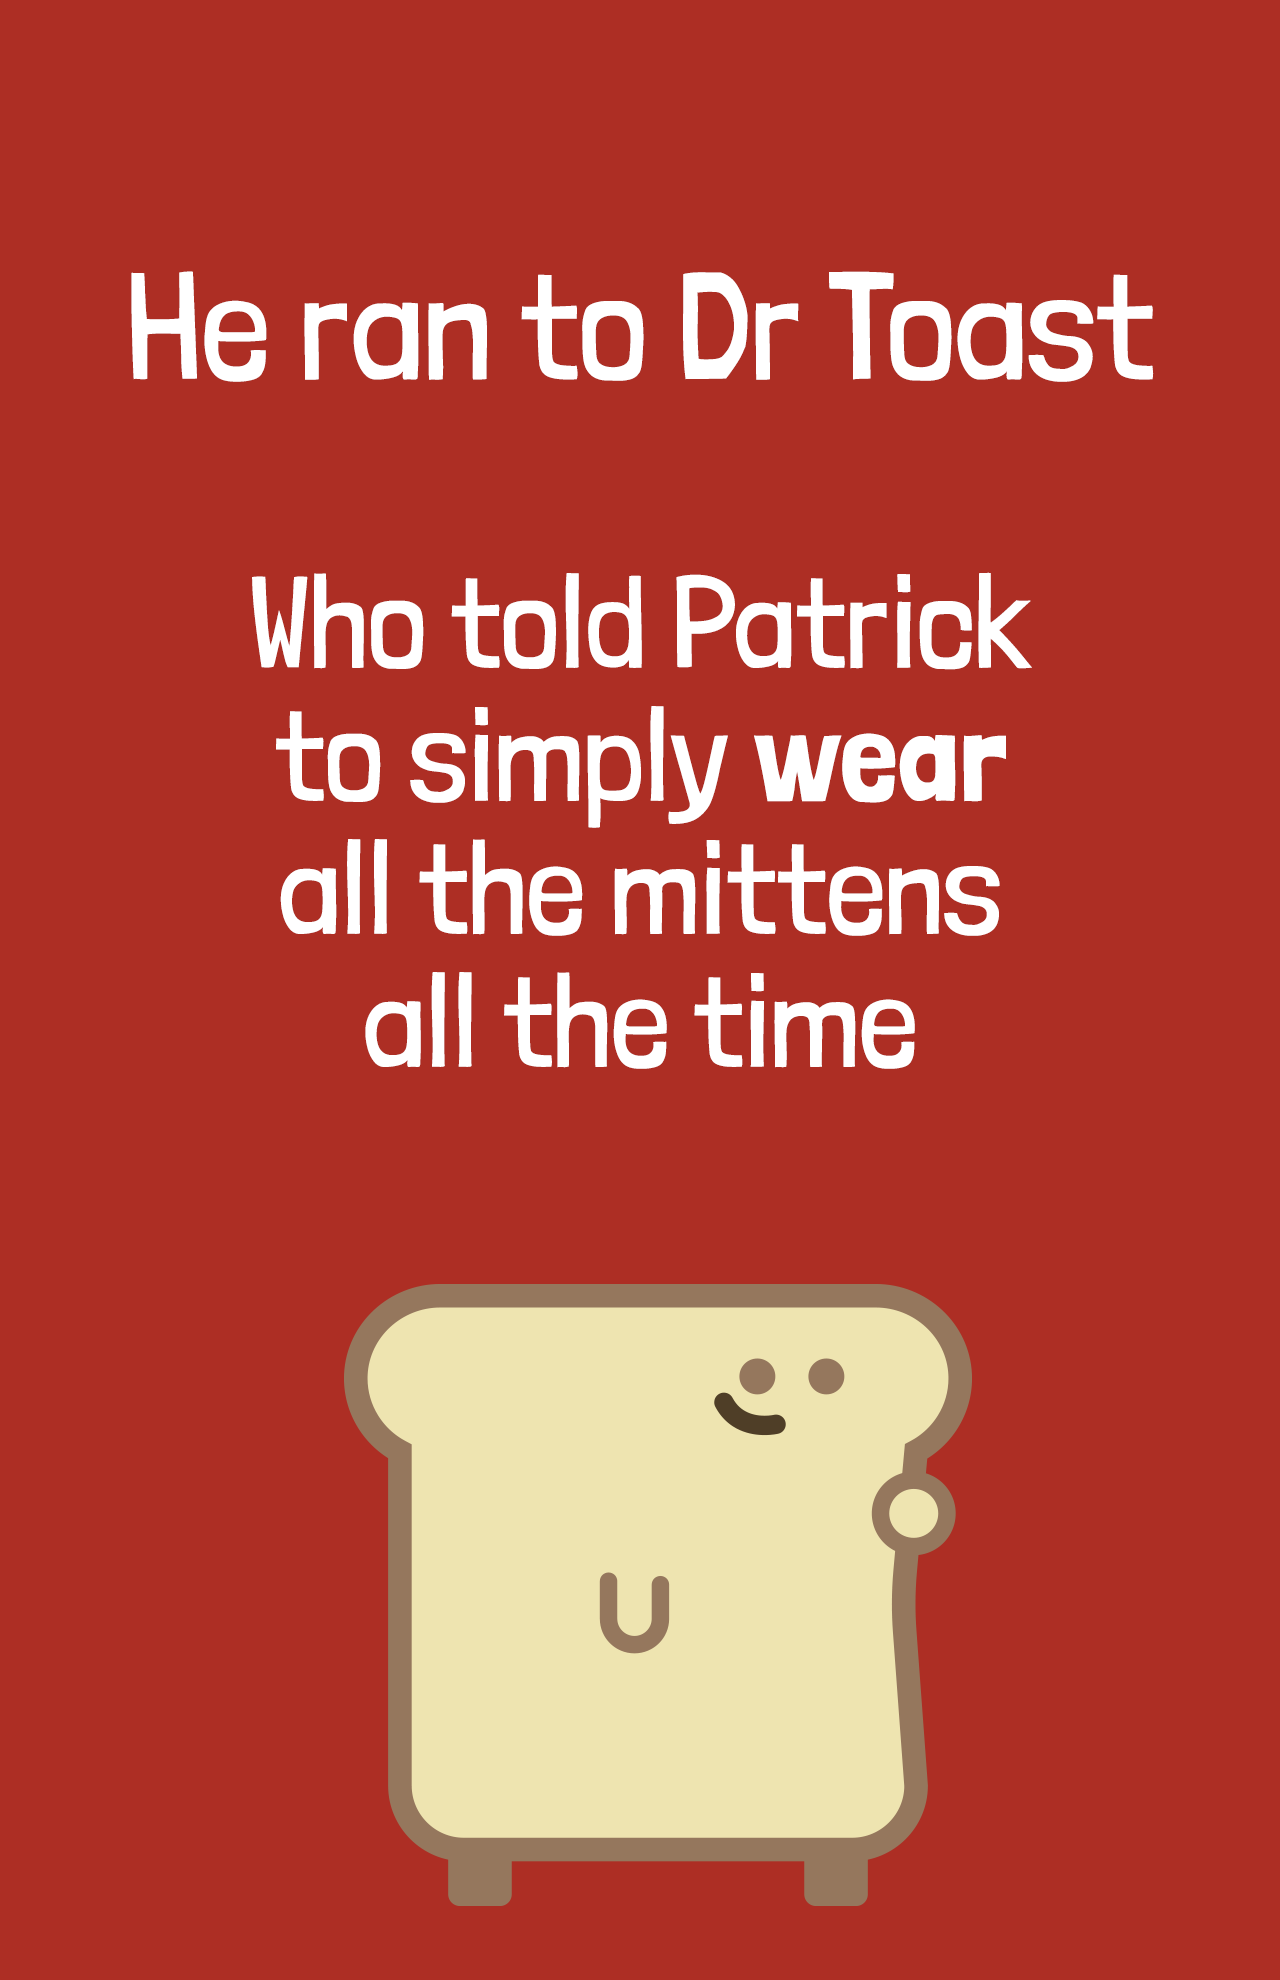 He ran to Dr Toast
Who told Patrick
to simply wear
all the mittens
all the time